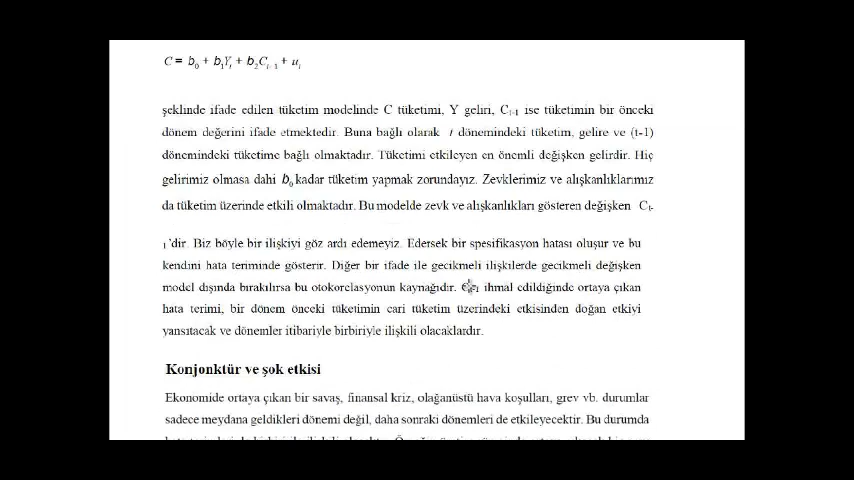 C = b0 + b1Yt + b2Ct-1 + ut
şeklinde ifade edilen tüketim modelinde C tüketimi, Y geliri, Ct-1 ise tüketimin bir önceki
dönem değerini ifade etmektedir. Buna bağlı olarak t dönemindeki tüketim, gelire ve (t-1)
dönemindeki tüketime bağlı olmaktadır. Tüketimi etkileyen en önemli değişken gelirdir. Hiç
gelirimiz olmasa dahi b0 kadar tüketim yapmak zorundayız. Zevklerimiz ve alışkanlıklarımız
da tüketim üzerinde etkili olmaktadır. Bu modelde zevk ve alışkanlıkları gösteren değişken Ct-
1'dir. Biz böyle bir ilişkiyi göz ardı edemeyiz. Edersek bir spesifikasyon hatası oluşur ve bu
kendini hata teriminde gösterir. Diğer bir ifade ile gecikmeli ilişkilerde gecikmeli değişken
model dışında bırakılırsa bu otokorelasyonun kaynağıdır. Ct-1 ihmal edildiğinde ortaya çıkan
hata terimi, bir dönem önceki tüketimin cari tüketim üzerindeki etkisinden doğan etkiyi
yansıtacak ve dönemler itibariyle birbiriyle ilişkili olacaklardır.
Konjonktür ve şok etkisi
Ekonomide ortaya çıkan bir savaş, finansal kriz, olağanüstü hava koşulları, grev vb. durumlar
sadece meydana geldikleri dönemi değil, daha sonraki dönemleri de etkileyecektir. Bu durumda